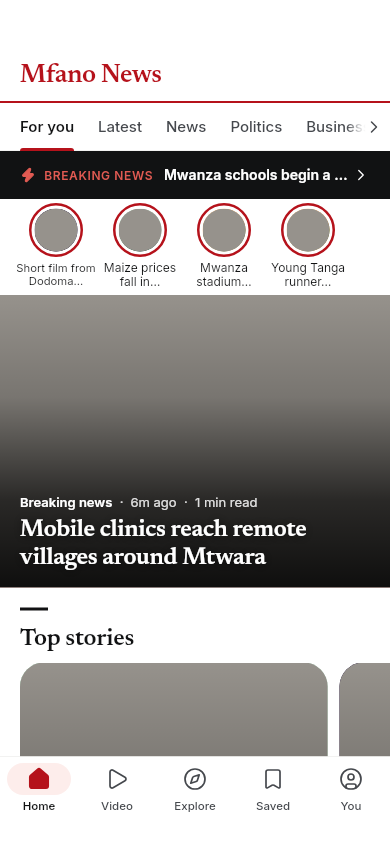 Mfano News
For you Latest News Politics Busines
BREAKING NEWS Mwanza schools begin a ...
Short film from Dodoma...
Maize prices fall in...
Mwanza stadium...
Young Tanga runner...
Breaking news · 6m ago · 1 min read
Mobile clinics reach remote
villages around Mtwara
Top stories
Home Video Explore Saved You